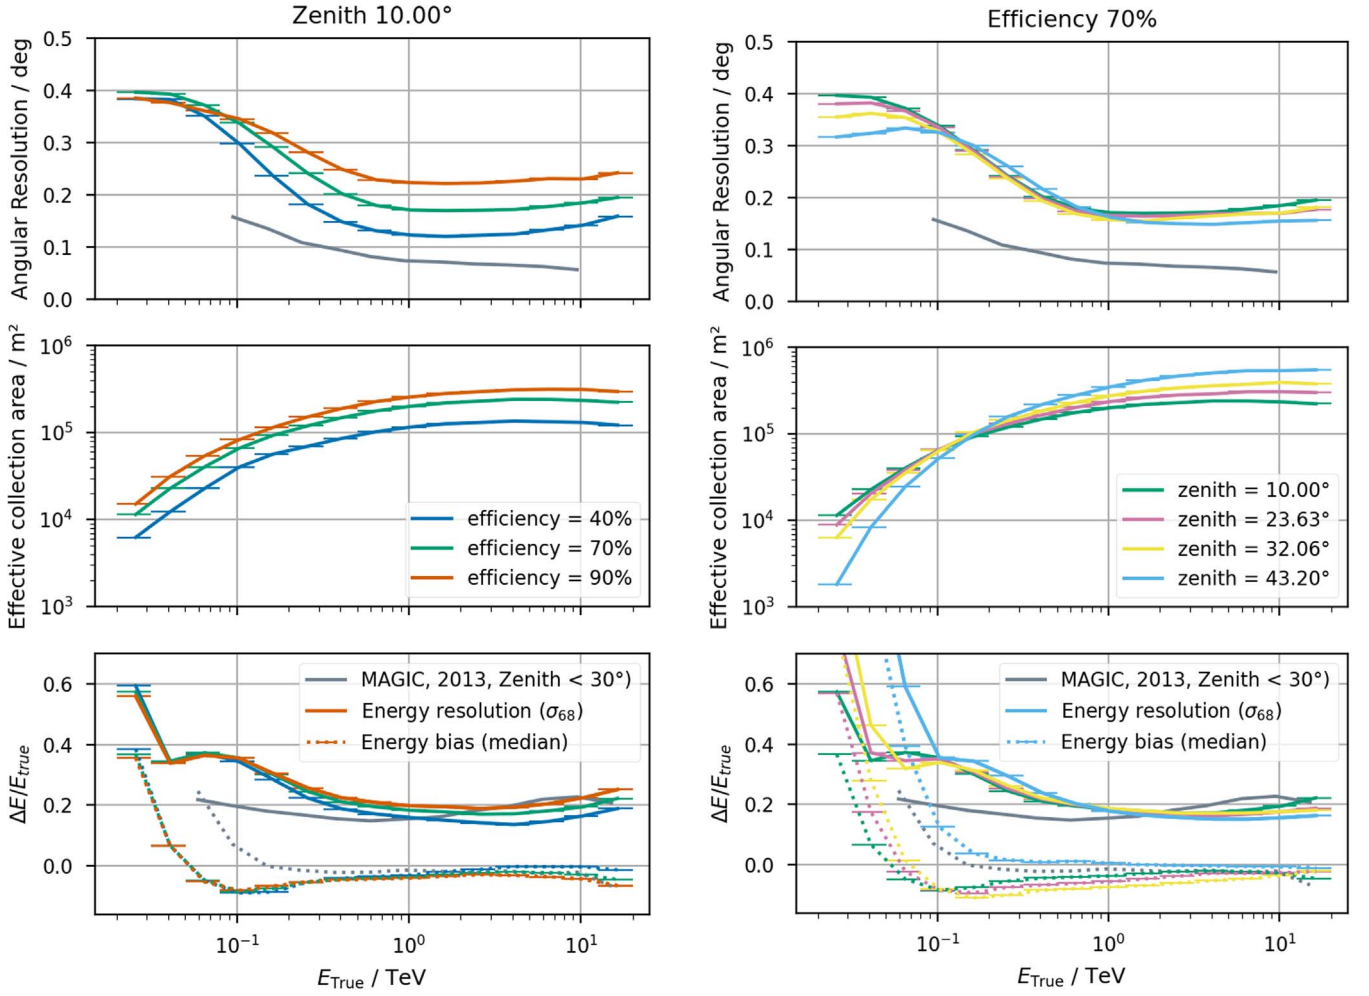 Zenith 10.00°
Angular Resolution / deg
0.5
0.4
0.3
0.2
0.1
0.0
Effective collection area / m²
10⁶
10⁵
10⁴
10³
efficiency = 40%
efficiency = 70%
efficiency = 90%
ΔE/E_true
0.6
0.4
0.2
0.0
MAGIC, 2013, Zenith < 30°)
Energy resolution (σ₆₈)
Energy bias (median)
10⁻¹
10⁰
10¹
E_True / TeV
Efficiency 70%
Angular Resolution / deg
0.5
0.4
0.3
0.2
0.1
0.0
Effective collection area / m²
10⁶
10⁵
10⁴
10³
zenith = 10.00°
zenith = 23.63°
zenith = 32.06°
zenith = 43.20°
ΔE/E_true
0.6
0.4
0.2
0.0
MAGIC, 2013, Zenith < 30°)
Energy resolution (σ₆₈)
Energy bias (median)
10⁻¹
10⁰
10¹
E_True / TeV